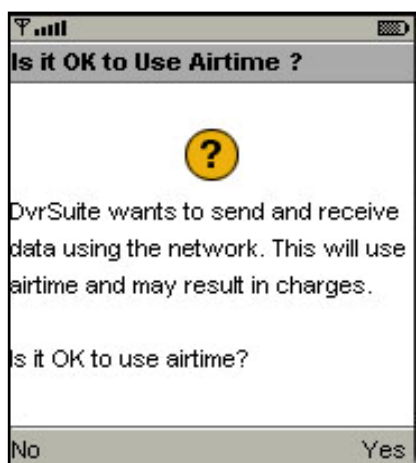 Is it OK to Use Airtime ?
?
DvrSuite wants to send and receive
data using the network. This will use
airtime and may result in charges.
Is it OK to use airtime?
No Yes